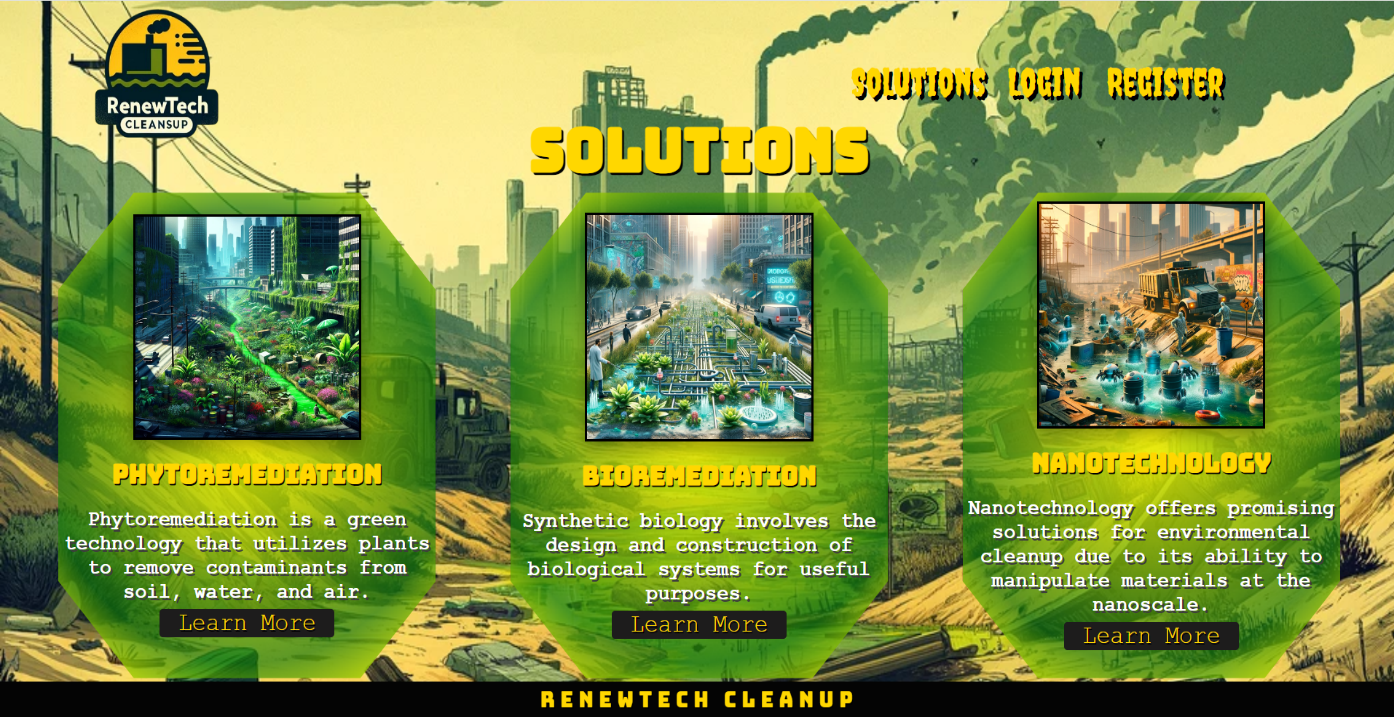 RenewTech
CLEANSUP
SOLUTIONS LOGIN REGISTER
SOLUTIONS
PHYTOREMEDIATION
Phytoremediation is a green
technology that utilizes plants
to remove contaminants from
soil, water, and air.
Learn More
BIOREMEDIATION
Synthetic biology involves the
design and construction of
biological systems for useful
purposes.
Learn More
NANOTECHNOLOGY
Nanotechnology offers promising
solutions for environmental
cleanup due to its ability to
manipulate materials at the
nanoscale.
Learn More
RENEWTECH CLEANUP